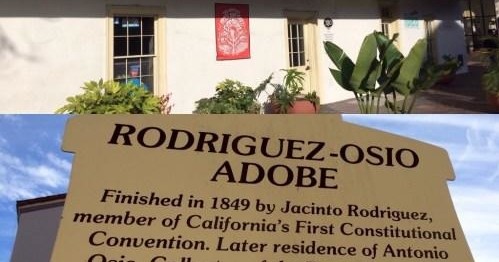 RODRIGUEZ-OSIO
ADOBE
Finished in 1849 by Jacinto Rodriguez,
member of California's First Constitutional
Convention. Later residence of Antonio
Osio,